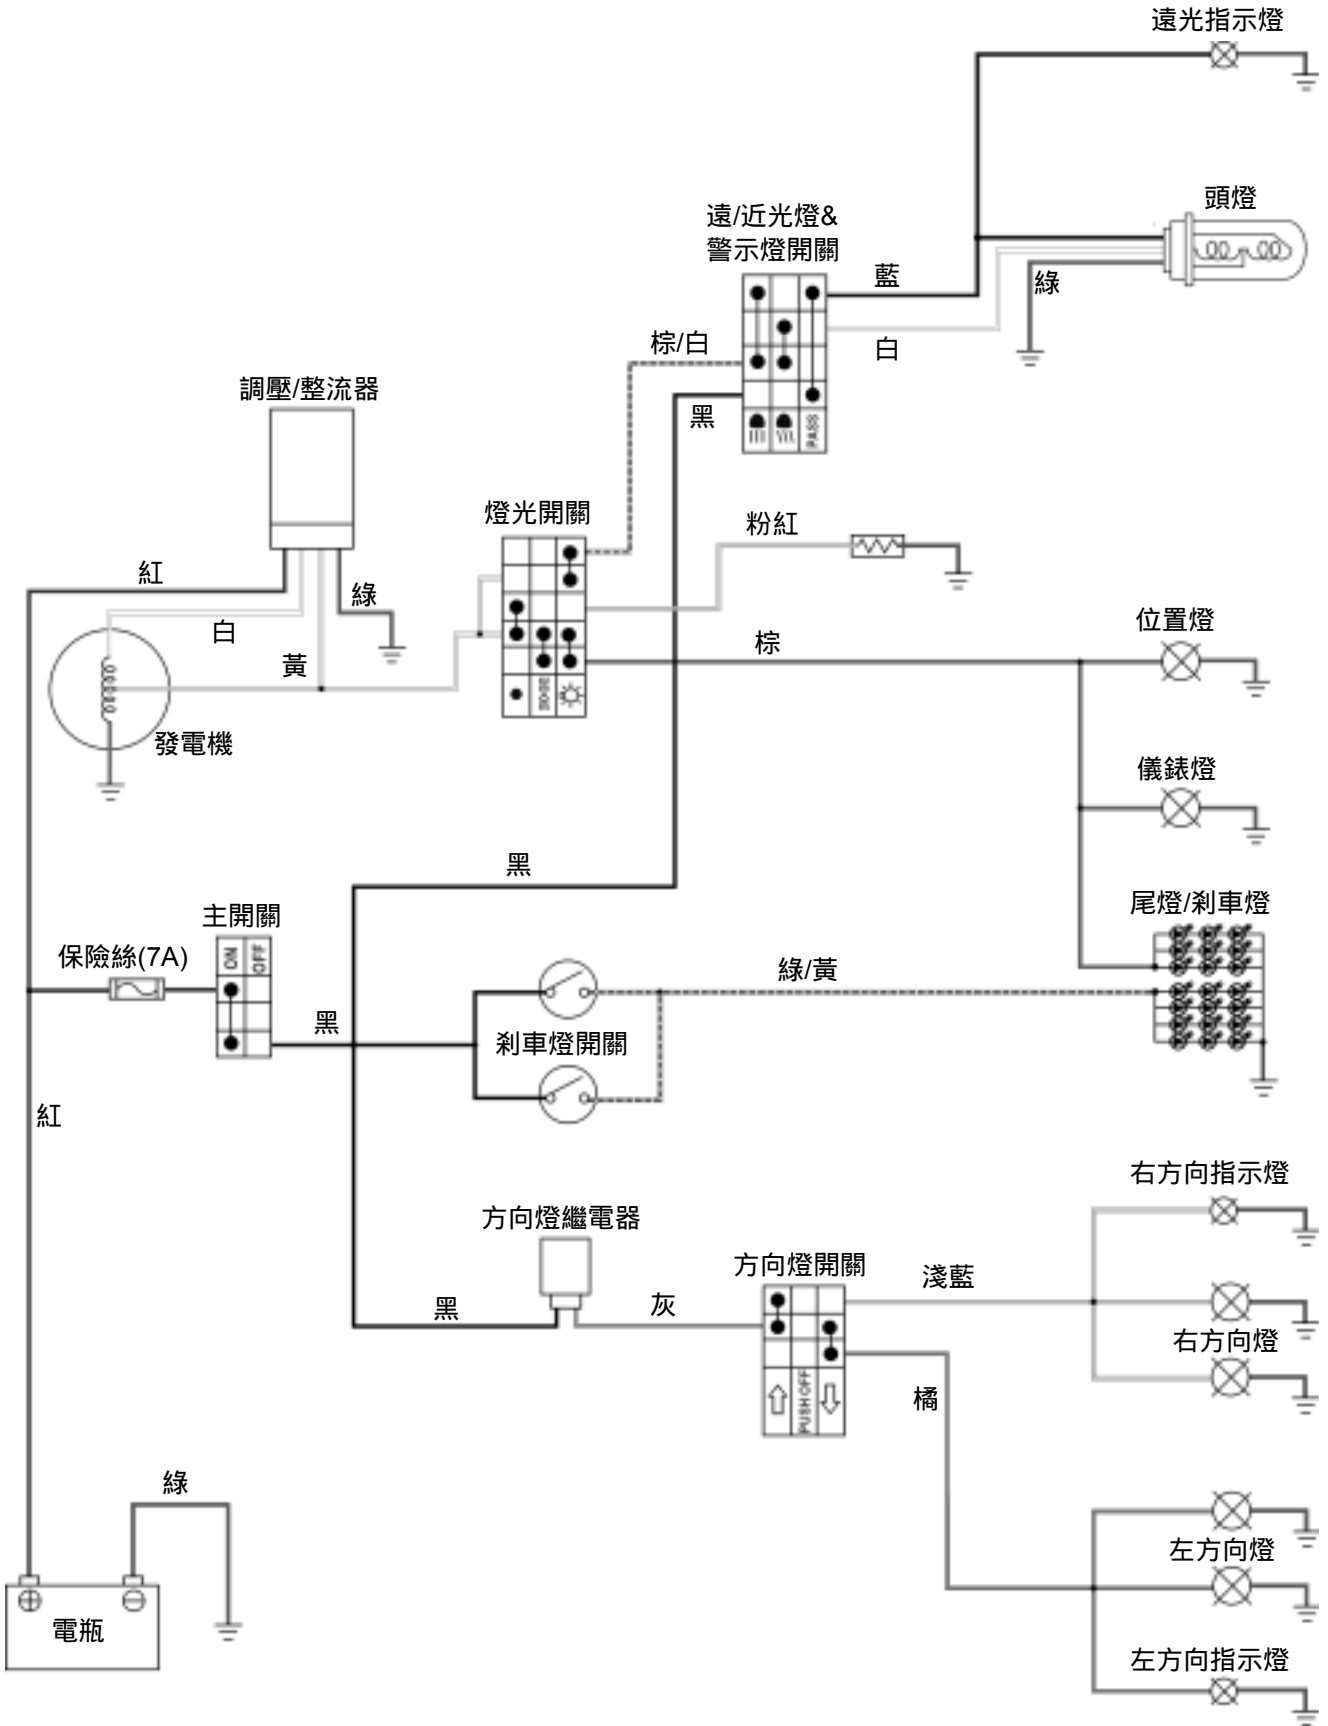 遠光指示燈
頭燈
遠/近光燈&
警示燈開關
藍
綠
棕/白
白
調壓/整流器
黑
PASS
燈光開關
粉紅
紅
綠
白
位置燈
棕
黃
發電機
儀錶燈
黑
尾燈/剎車燈
主開關
ON
OFF
保險絲(7A)
綠/黃
黑
剎車燈開關
紅
右方向指示燈
方向燈繼電器
方向燈開關
淺藍
黑
灰
右方向燈
PUSH OFF
橘
綠
左方向燈
電瓶
左方向指示燈